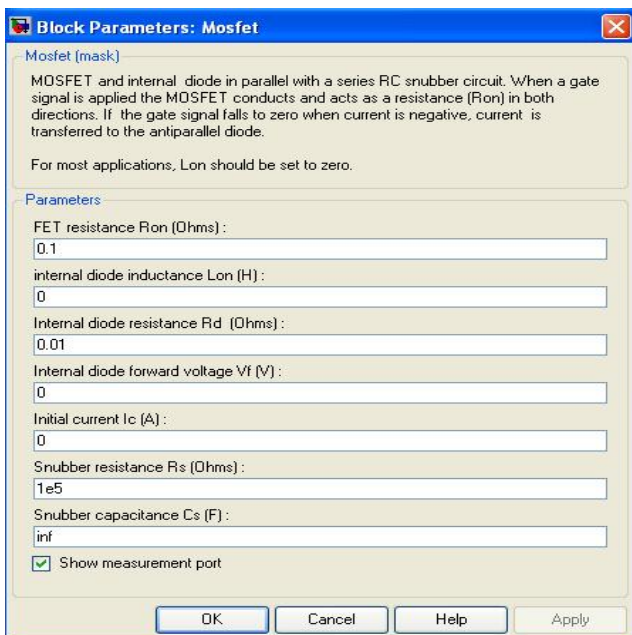 Block Parameters: Mosfet
Mosfet (mask)
MOSFET and internal diode in parallel with a series RC snubber circuit. When a gate
signal is applied the MOSFET conducts and acts as a resistance (Ron) in both
directions. If the gate signal falls to zero when current is negative, current is
transferred to the antiparallel diode.
For most applications, Lon should be set to zero.
Parameters
FET resistance Ron (Ohms) :
0.1
internal diode inductance Lon (H) :
0
Internal diode resistance Rd (Ohms) :
0.01
Internal diode forward voltage Vf (V) :
0
Initial current Ic (A) :
0
Snubber resistance Rs (Ohms) :
1e5
Snubber capacitance Cs (F) :
inf
Show measurement port
OK Cancel Help Apply